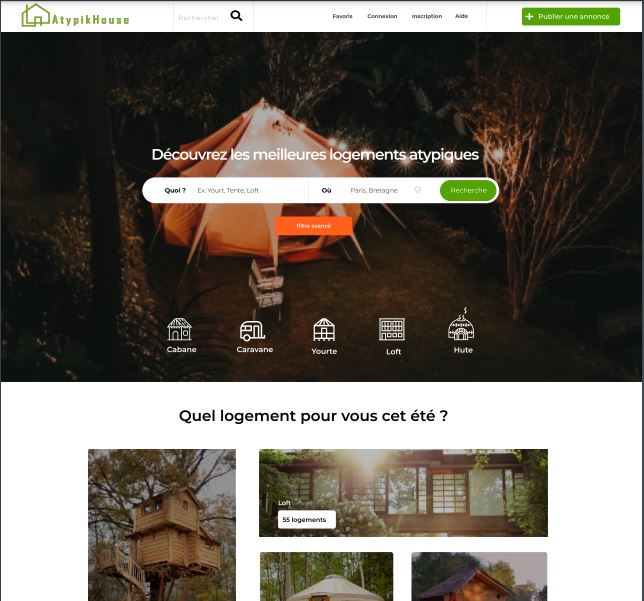 AtypikHouse
Rechercher
Favoris Connexion Inscription Aide
Publier une annonce
Découvrez les meilleures logements atypiques
Quoi ? Ex: Yourt, Tente, Loft Où Paris, Bretagne Recherche
filtre avancé
Cabane Caravane Yourte Loft Hute
Quel logement pour vous cet été ?
Loft
55 logements